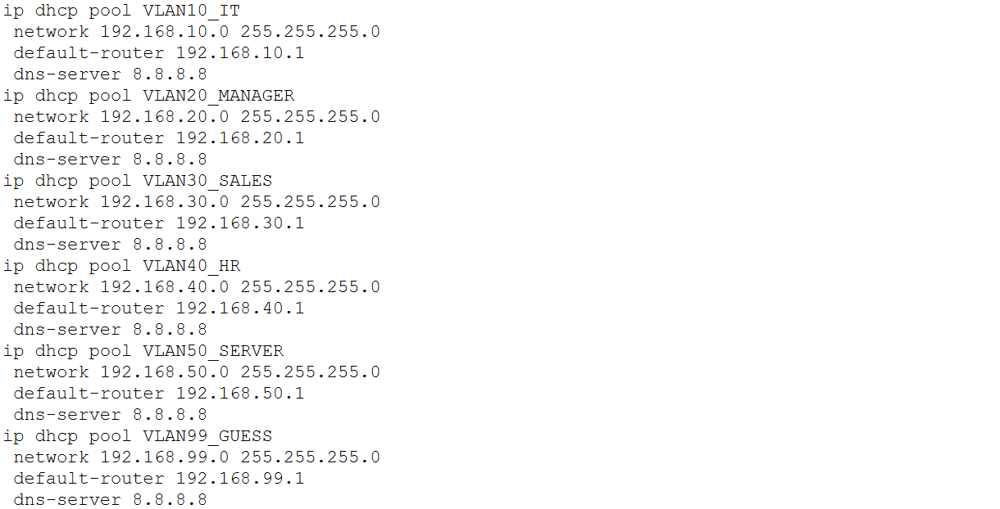 ip dhcp pool VLAN10_IT
 network 192.168.10.0 255.255.255.0
 default-router 192.168.10.1
 dns-server 8.8.8.8
ip dhcp pool VLAN20_MANAGER
 network 192.168.20.0 255.255.255.0
 default-router 192.168.20.1
 dns-server 8.8.8.8
ip dhcp pool VLAN30_SALES
 network 192.168.30.0 255.255.255.0
 default-router 192.168.30.1
 dns-server 8.8.8.8
ip dhcp pool VLAN40_HR
 network 192.168.40.0 255.255.255.0
 default-router 192.168.40.1
 dns-server 8.8.8.8
ip dhcp pool VLAN50_SERVER
 network 192.168.50.0 255.255.255.0
 default-router 192.168.50.1
 dns-server 8.8.8.8
ip dhcp pool VLAN99_GUESS
 network 192.168.99.0 255.255.255.0
 default-router 192.168.99.1
 dns-server 8.8.8.8